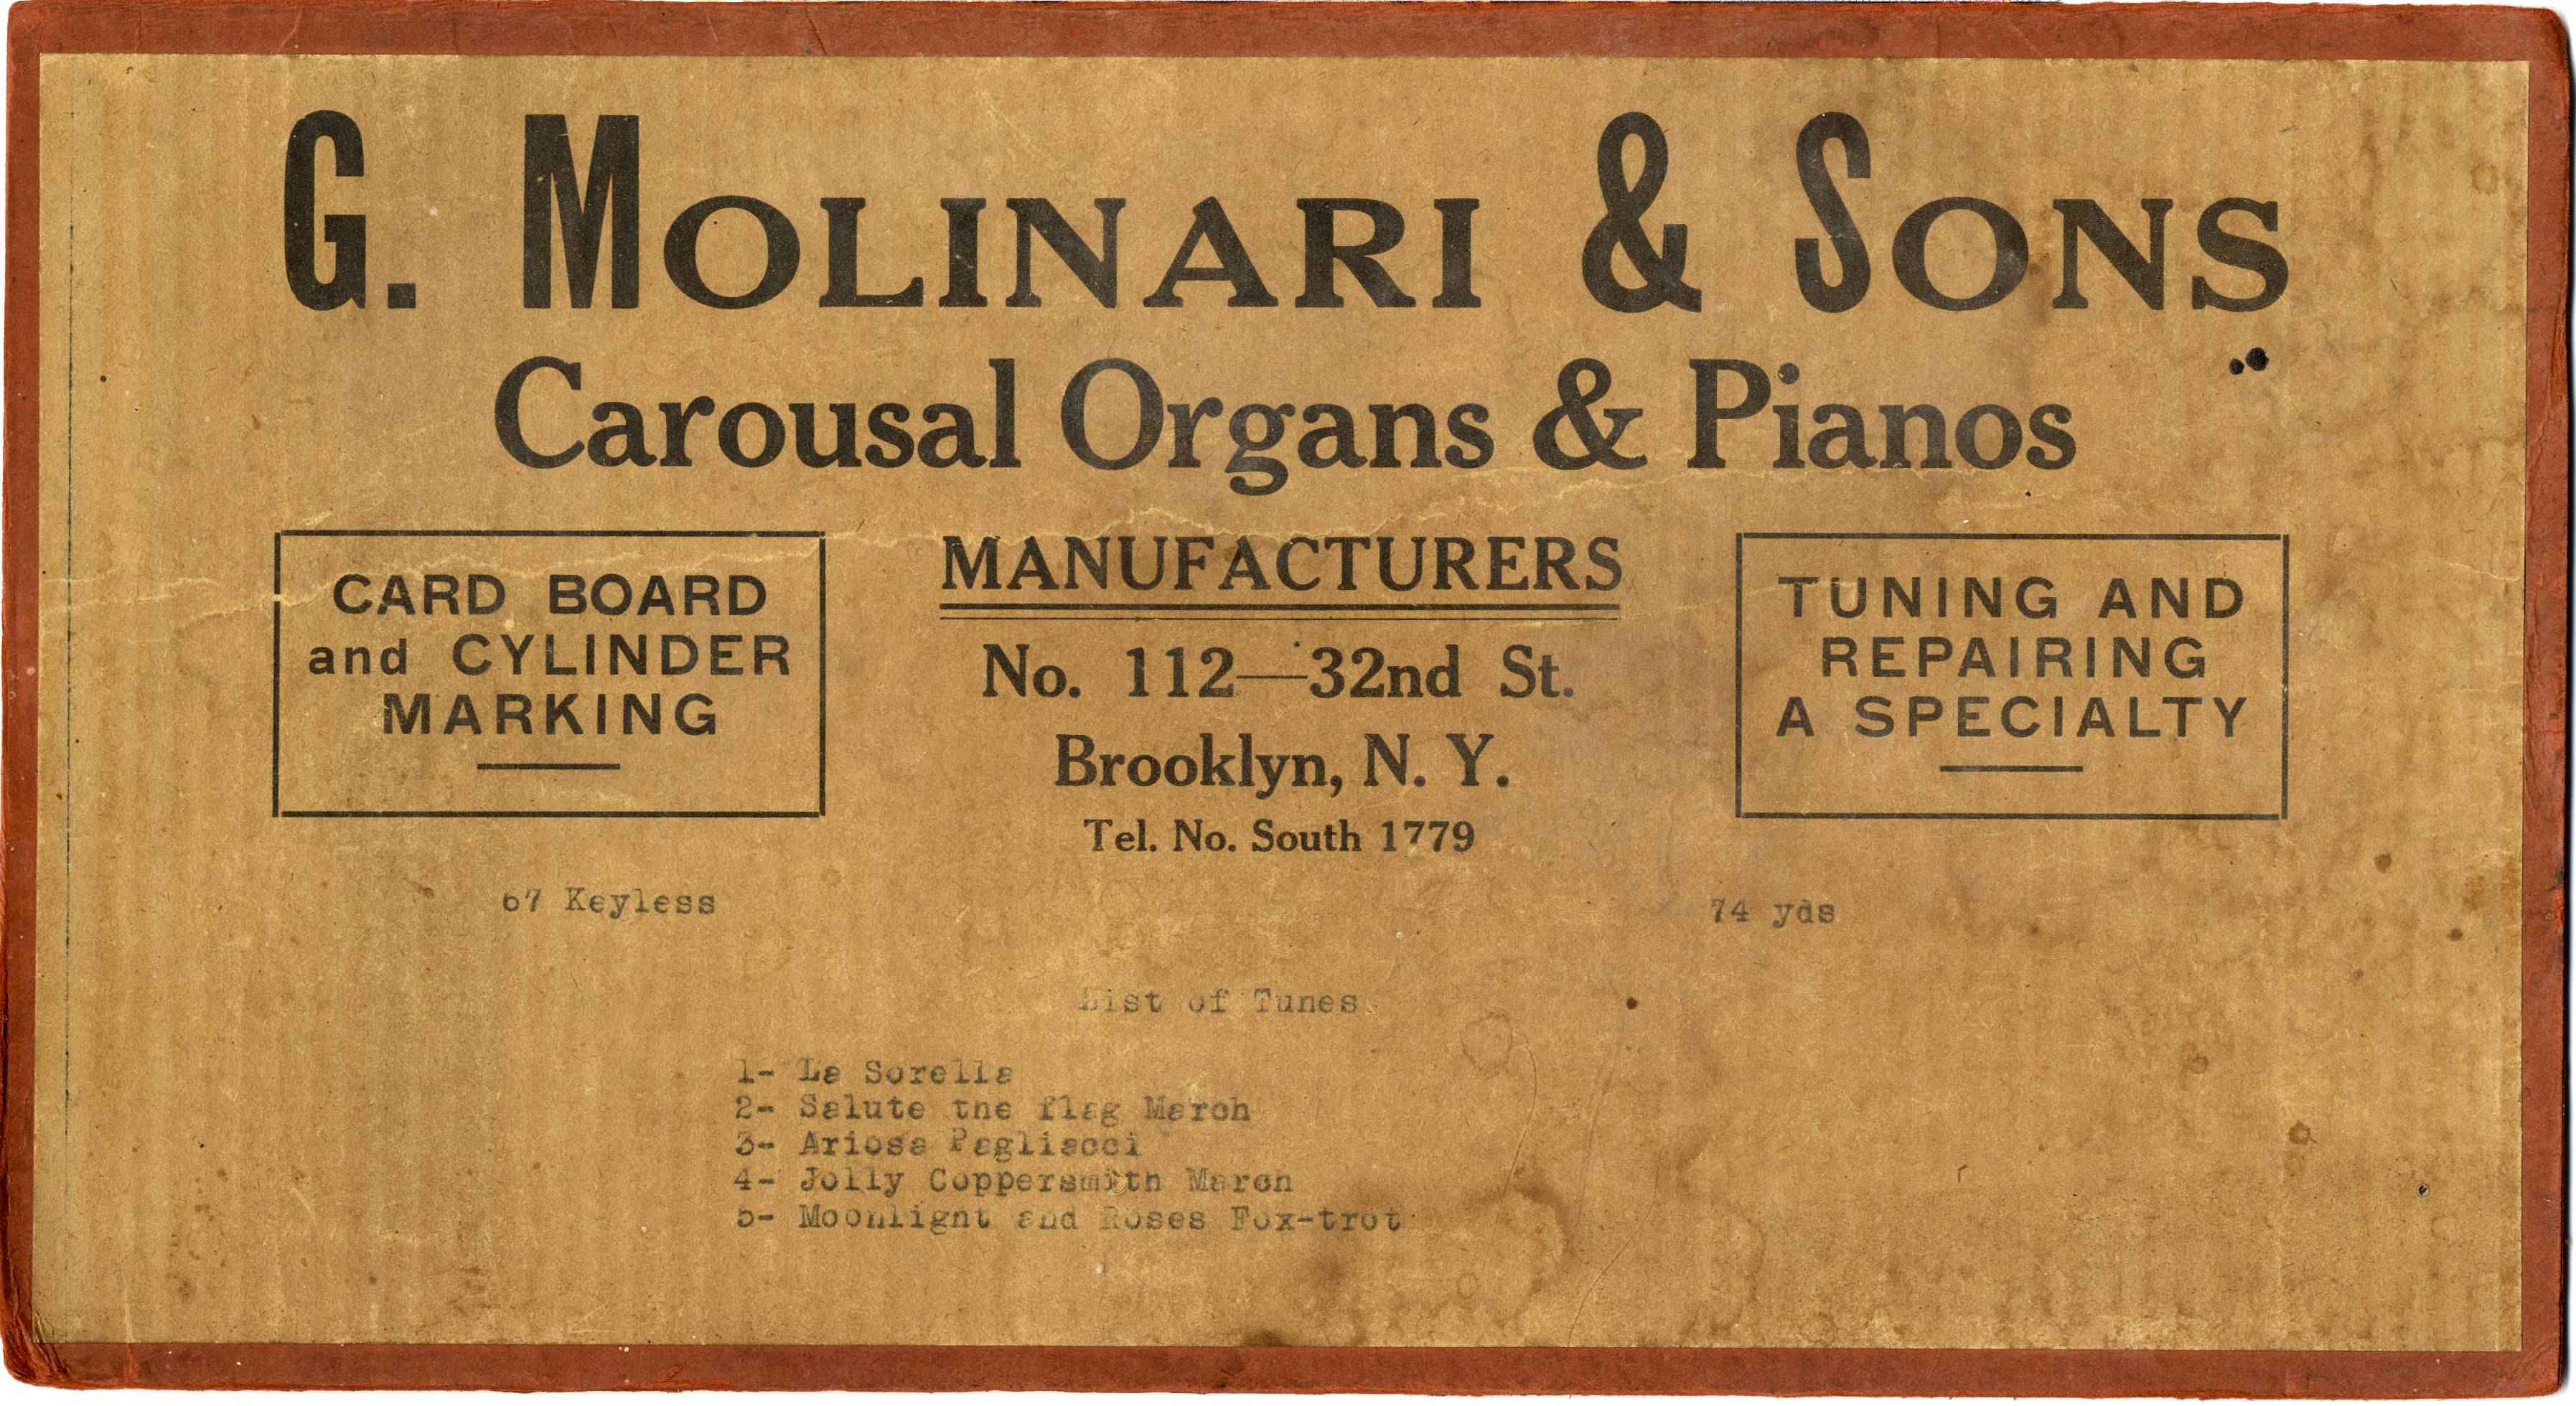 G. MOLINARI & SONS
Carousal Organs & Pianos
CARD BOARD
and CYLINDER
MARKING
MANUFACTURERS
No. 112—32nd St.
Brooklyn, N. Y.
Tel. No. South 1779
TUNING AND
REPAIRING
A SPECIALTY
67 Keyless
74 yds
List of Tunes.
1- La Sorella
2- Salute the flag March
3- Ariosa Pagliacci
4- Jolly Coppersmith March
5- Moonlight and Roses Fox-trot